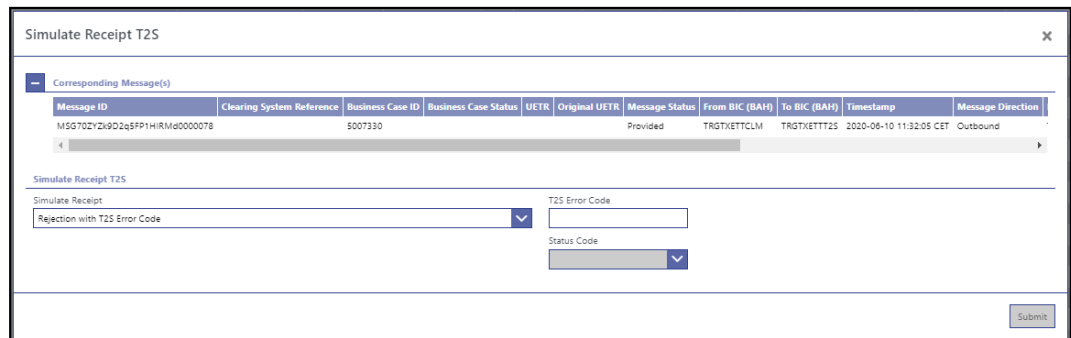 Simulate Receipt T2S
Corresponding Message(s)
Message ID Clearing System Reference Business Case ID Business Case Status UETR Original UETR Message Status From BIC (BAH) To BIC (BAH) Timestamp Message Direction
MSG70ZYZk9D2q5FP1HIRMd0000078 5007330 Provided TRGTXETTCLM TRGTXETTT2S 2020-06-10 11:32:05 CET Outbound
Simulate Receipt T2S
Simulate Receipt T2S Error Code
Rejection with T2S Error Code
Status Code
Submit